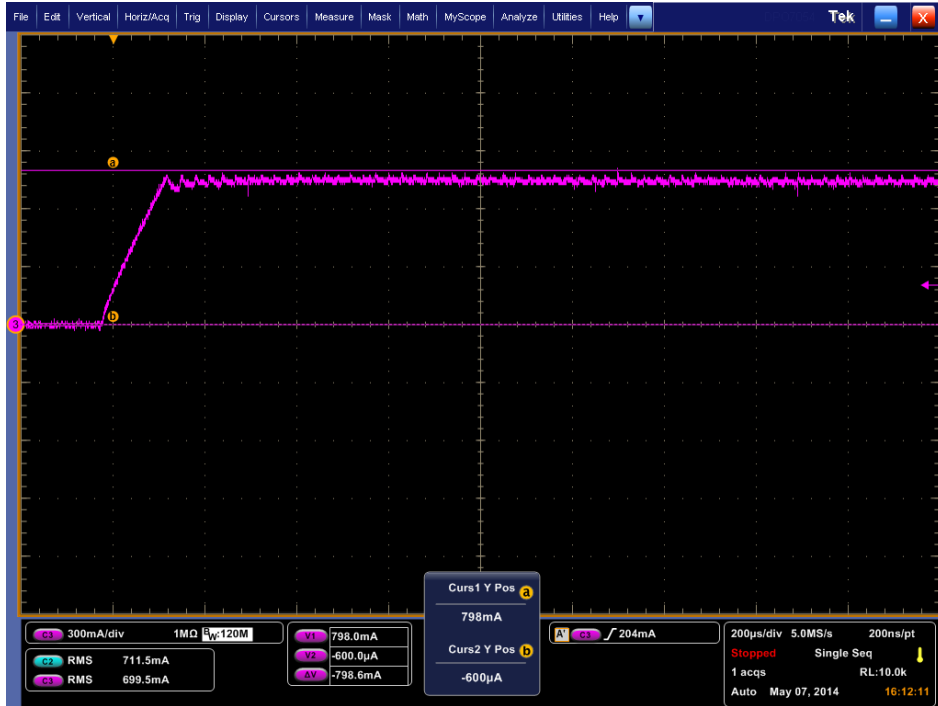 File Edit Vertical Horiz/Acq Trig Display Cursors Measure Mask Math MyScope Analyze Utilities Help Tek X
a
b
3
Curs1 Y Pos a
798mA
Curs2 Y Pos b
-600µA
C3 300mA/div 1MΩ BW:120M
C2 RMS 711.5mA
C3 RMS 699.5mA
V1 798.0mA
V2 -600.0µA
ΔV -798.6mA
A' C3 204mA
200µs/div 5.0MS/s 200ns/pt
Stopped Single Seq
1 acqs RL:10.0k
Auto May 07, 2014 16:12:11